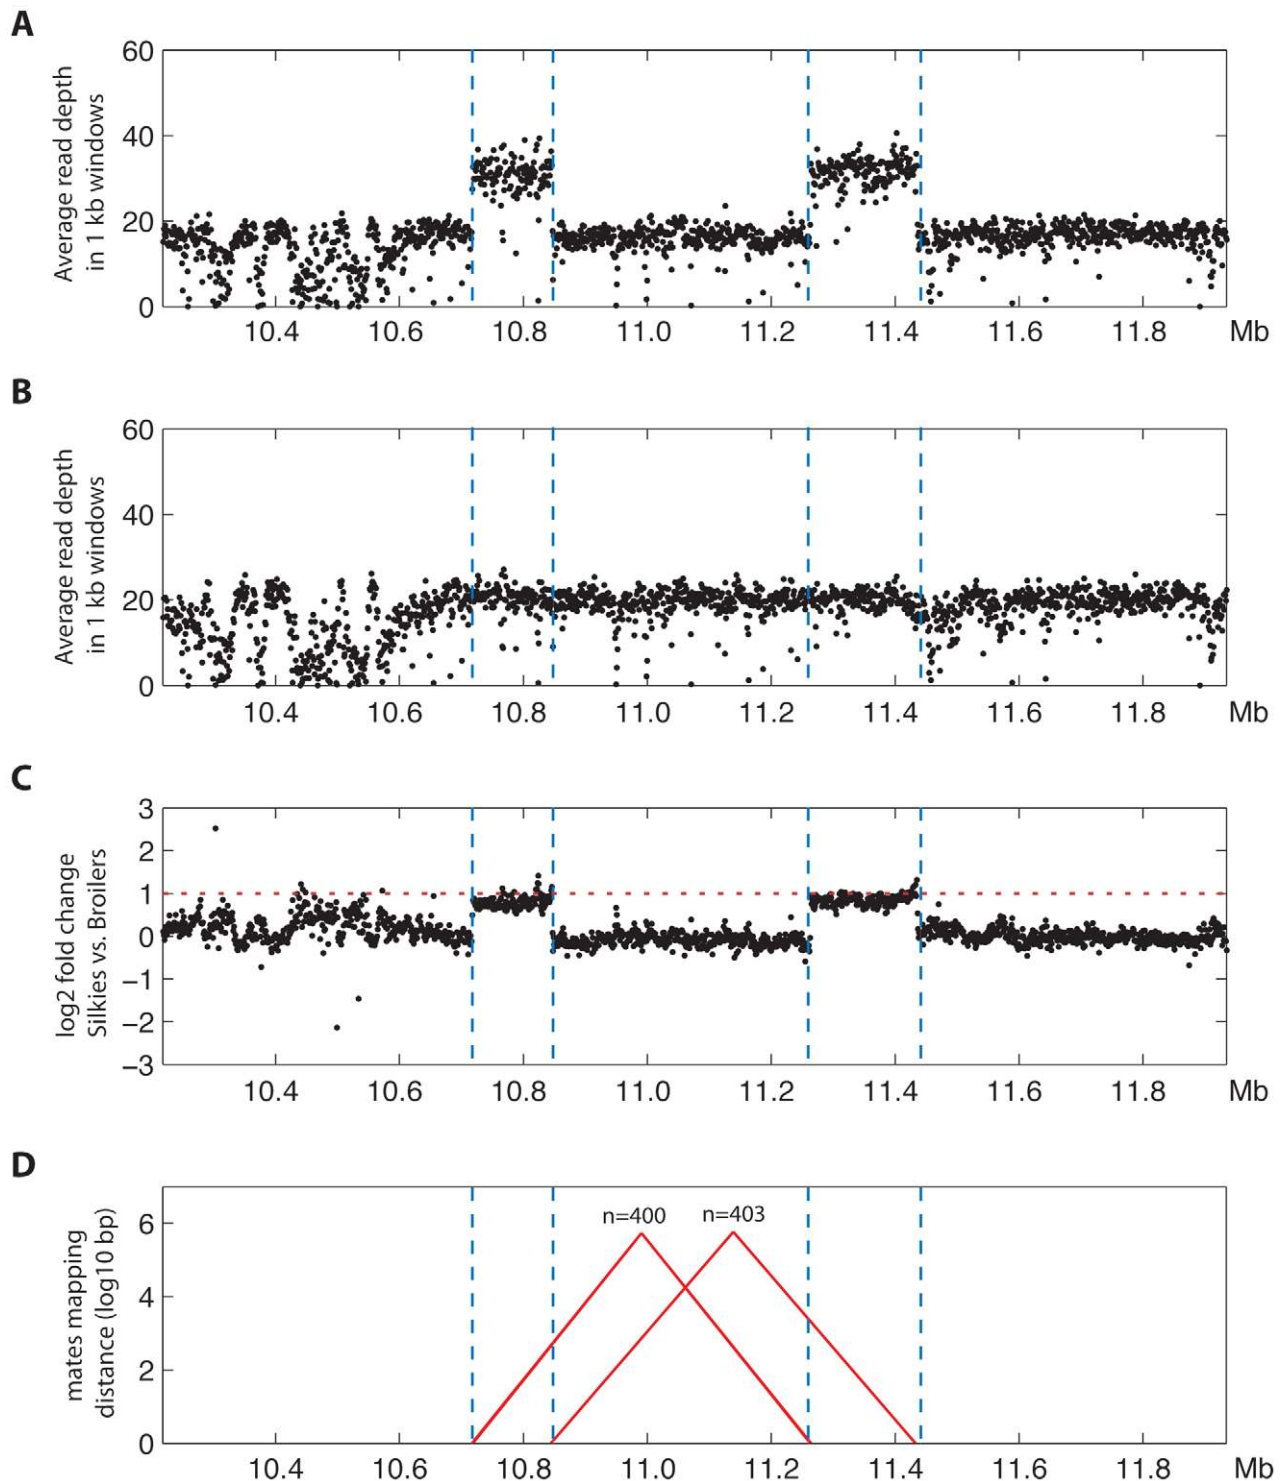 A
Average read depth
in 1 kb windows
60
40
20
0
10.4 10.6 10.8 11.0 11.2 11.4 11.6 11.8 Mb
B
Average read depth
in 1 kb windows
60
40
20
0
10.4 10.6 10.8 11.0 11.2 11.4 11.6 11.8 Mb
C
log2 fold change
Silkies vs. Broilers
3
2
1
0
−1
−2
−3
10.4 10.6 10.8 11.0 11.2 11.4 11.6 11.8 Mb
D
mates mapping
distance (log10 bp)
6
4
2
0
n=400 n=403
10.4 10.6 10.8 11.0 11.2 11.4 11.6 11.8 Mb